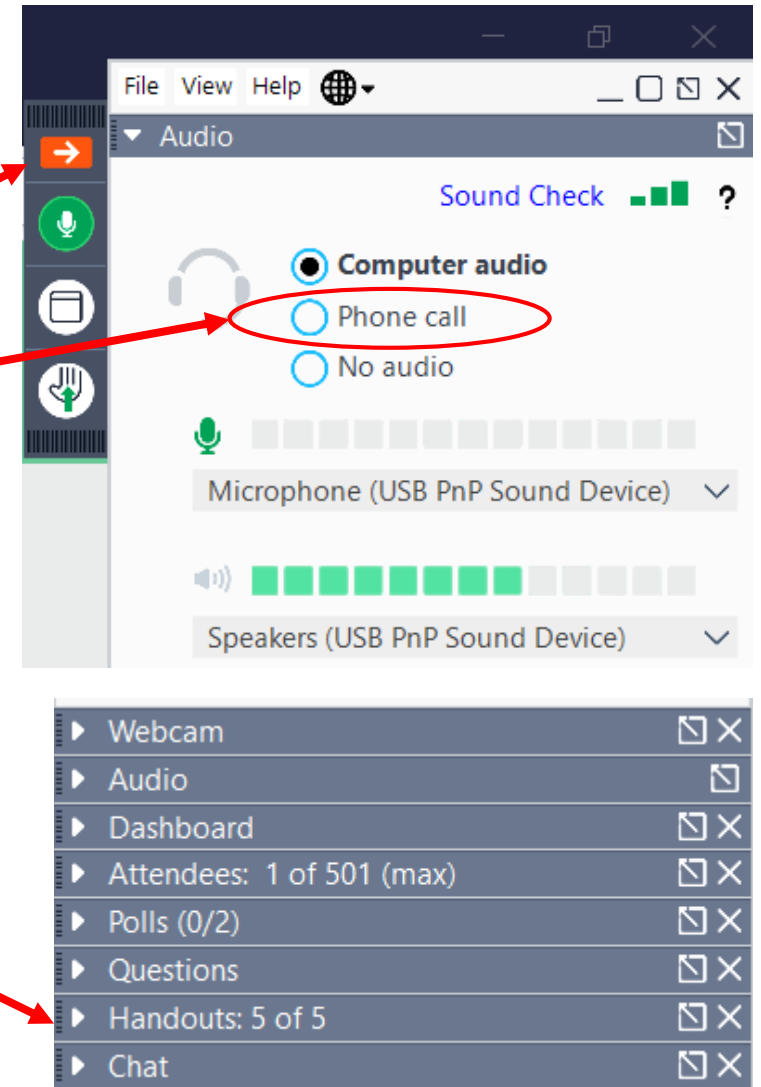 File View Help
Audio
Sound Check ?
Computer audio
Phone call
No audio
Microphone (USB PnP Sound Device)
Speakers (USB PnP Sound Device)
Webcam
Audio
Dashboard
Attendees: 1 of 501 (max)
Polls (0/2)
Questions
Handouts: 5 of 5
Chat